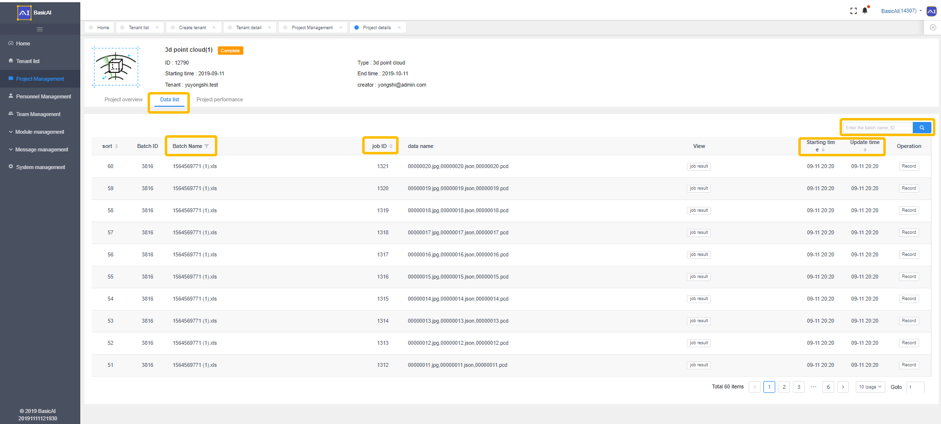 AI BasicAI
BasicAI(14387)
Home
Tenant list
Project Management
Personnel Management
Team Management
Module management
Message management
System management
© 2019 BasicAI
20191111121930
Home Tenant list × Create tenant × Tenant detail × Project Management × Project details ×
3d point cloud(1) Complete
ID : 12790 Type : 3d point cloud
Starting time : 2019-09-11 End time : 2019-10-11
Tenant : yuyongshi.test creator : yongshi@admin.com
Project overview Data list Project performance
Enter the batch name, ID
sort Batch ID Batch Name job ID data name View Starting tim
e Update time Operation
60 3816 1564569771 (1).xls 1321 00000020.jpg,00000020.json,00000020.pcd job result 09-11 20:20 09-11 20:20 Record
59 3816 1564569771 (1).xls 1320 00000019.jpg,00000019.json,00000019.pcd job result 09-11 20:20 09-11 20:20 Record
58 3816 1564569771 (1).xls 1319 00000018.jpg,00000018.json,00000018.pcd job result 09-11 20:20 09-11 20:20 Record
57 3816 1564569771 (1).xls 1318 00000017.jpg,00000017.json,00000017.pcd job result 09-11 20:20 09-11 20:20 Record
56 3816 1564569771 (1).xls 1317 00000016.jpg,00000016.json,00000016.pcd job result 09-11 20:20 09-11 20:20 Record
55 3816 1564569771 (1).xls 1316 00000015.jpg,00000015.json,00000015.pcd job result 09-11 20:20 09-11 20:20 Record
54 3816 1564569771 (1).xls 1315 00000014.jpg,00000014.json,00000014.pcd job result 09-11 20:20 09-11 20:20 Record
53 3816 1564569771 (1).xls 1314 00000013.jpg,00000013.json,00000013.pcd job result 09-11 20:20 09-11 20:20 Record
52 3816 1564569771 (1).xls 1313 00000012.jpg,00000012.json,00000012.pcd job result 09-11 20:20 09-11 20:20 Record
51 3816 1564569771 (1).xls 1312 00000011.jpg,00000011.json,00000011.pcd job result 09-11 20:20 09-11 20:20 Record
Total 60 items < 1 2 3 ••• 6 > 10 /page Goto 1